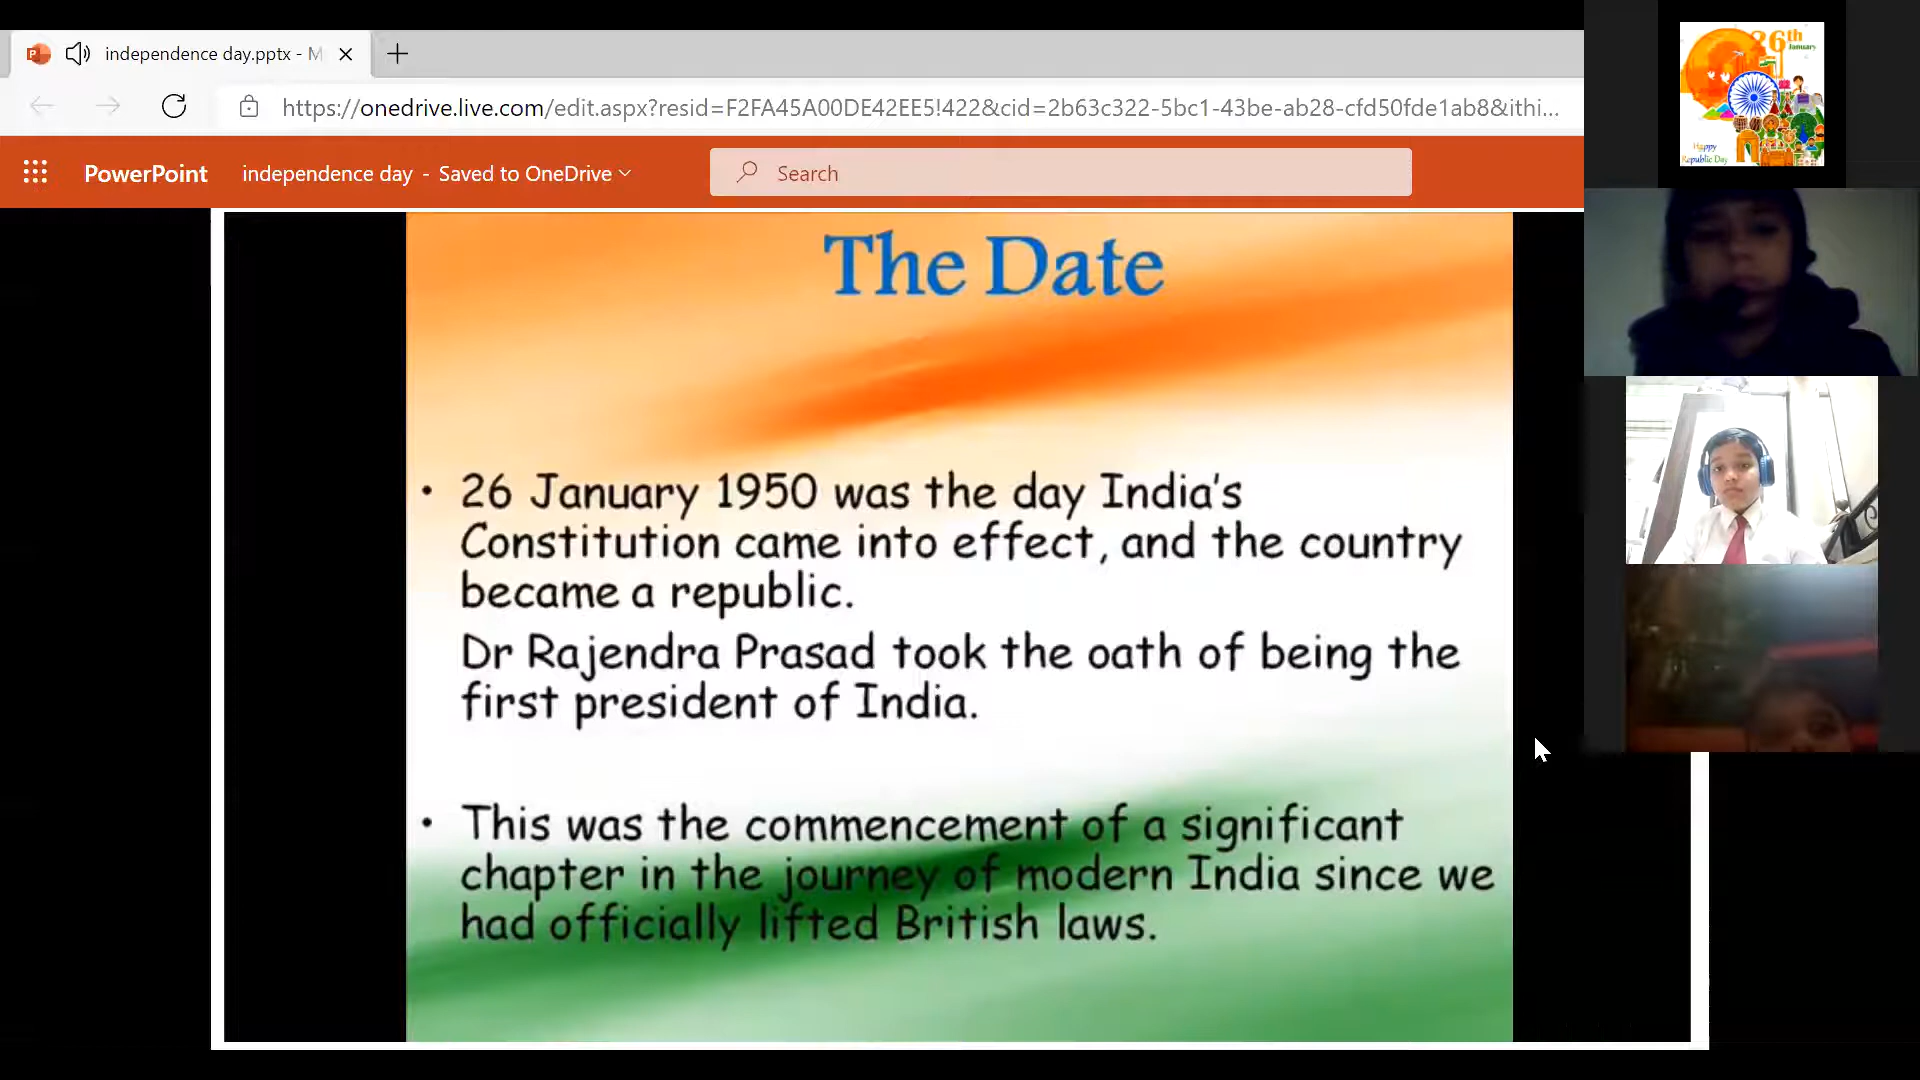 independence day.pptx - M
https://onedrive.live.com/edit.aspx?resid=F2FA45A00DE42EE5!422&cid=2b63c322-5bc1-43be-ab28-cfd50fde1ab8&ithi...
PowerPoint independence day - Saved to OneDrive
Search
26th
January
Happy
Republic Day
The Date
• 26 January 1950 was the day India's
Constitution came into effect, and the country
became a republic.
Dr Rajendra Prasad took the oath of being the
first president of India.
• This was the commencement of a significant
chapter in the journey of modern India since we
had officially lifted British laws.